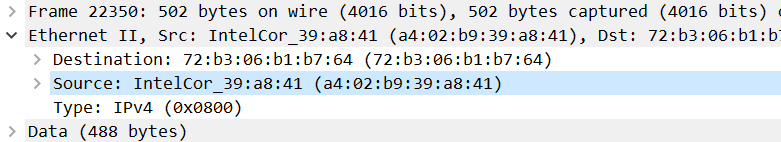 Frame 22350: 502 bytes on wire (4016 bits), 502 bytes captured (4016 bits)
Ethernet II, Src: IntelCor_39:a8:41 (a4:02:b9:39:a8:41), Dst: 72:b3:06:b1:b7
Destination: 72:b3:06:b1:b7:64 (72:b3:06:b1:b7:64)
Source: IntelCor_39:a8:41 (a4:02:b9:39:a8:41)
Type: IPv4 (0x0800)
Data (488 bytes)